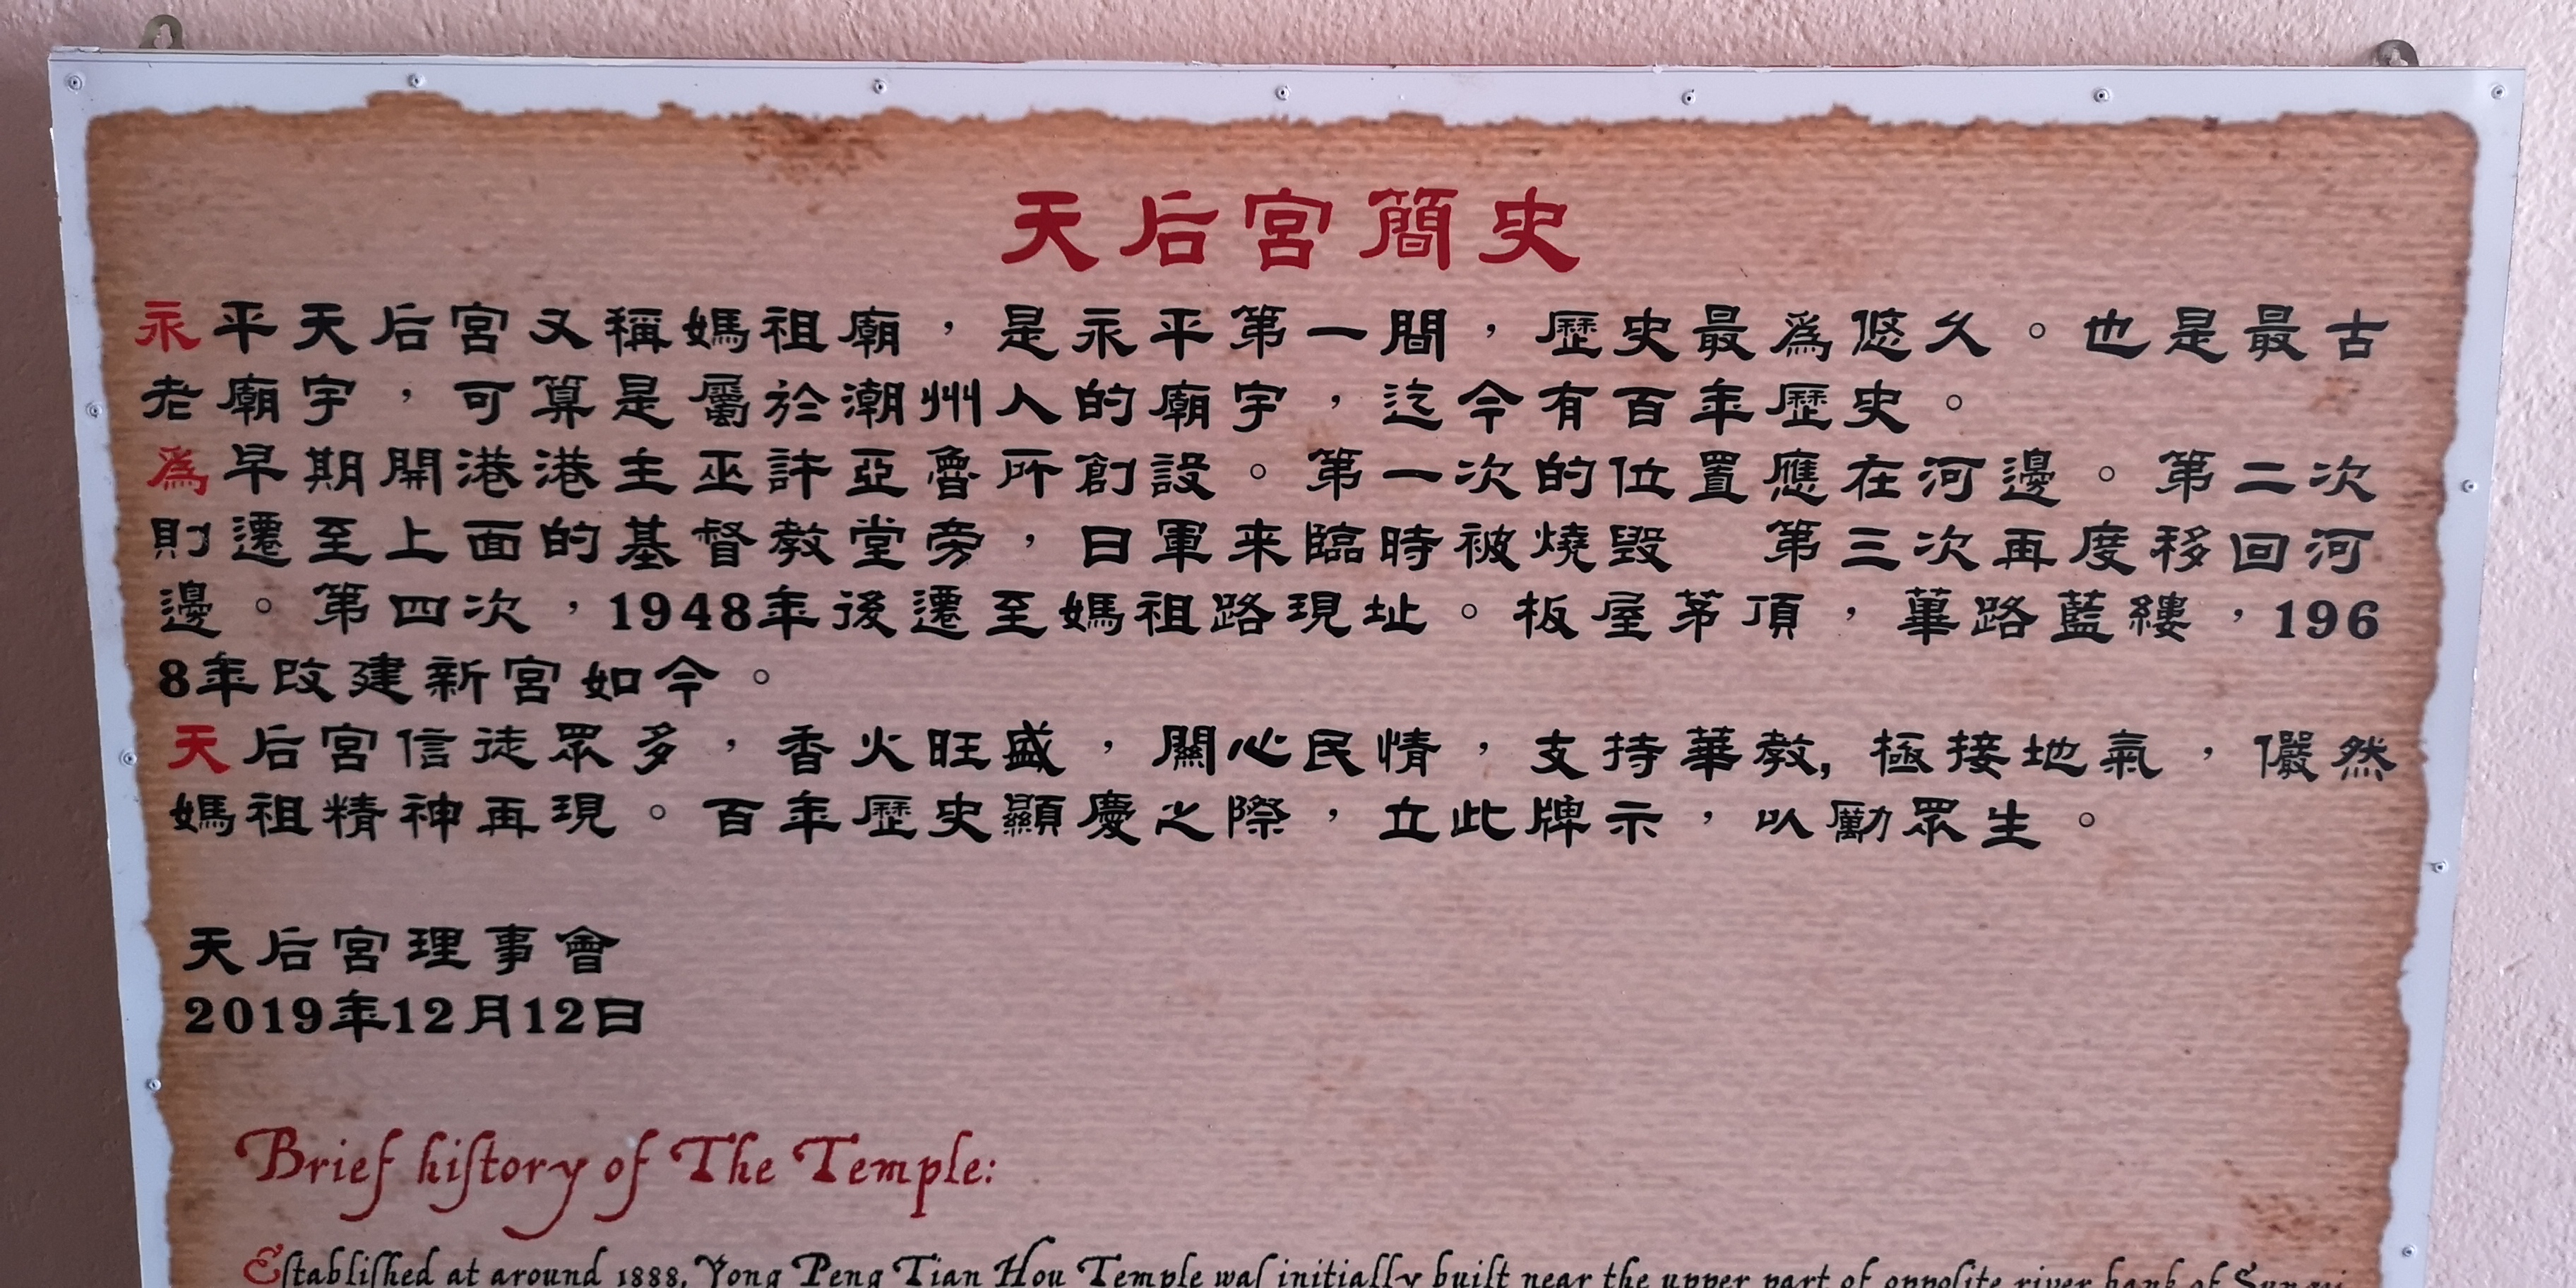 天后宮簡史
永平天后宮又稱媽祖廟，是永平第一間，歷史最為悠久。也是最古
老廟宇，可算是屬於潮州人的廟宇，迄今有百年歷史。
為早期開港港主巫許亞魯所創設。第一次的位置應在河邊。第二次
則遷至上面的基督教堂旁，日軍来臨時被燒毀　第三次再度移回河
邊。第四次，1948年後遷至媽祖路現址。板屋茅頂，蓽路藍縷，196
8年改建新宮如今。
天后宮信徒眾多，香火旺盛，關心民情，支持華教,極接地氣，儼然
媽祖精神再現。百年歷史顯慶之際，立此牌示，以勵眾生。
天后宮理事會
2019年12月12日
Brief history of The Temple:
Established at around 1888, Yong Peng Tian Hou Temple was initially built near the upper part of opposite river bank of Sungai